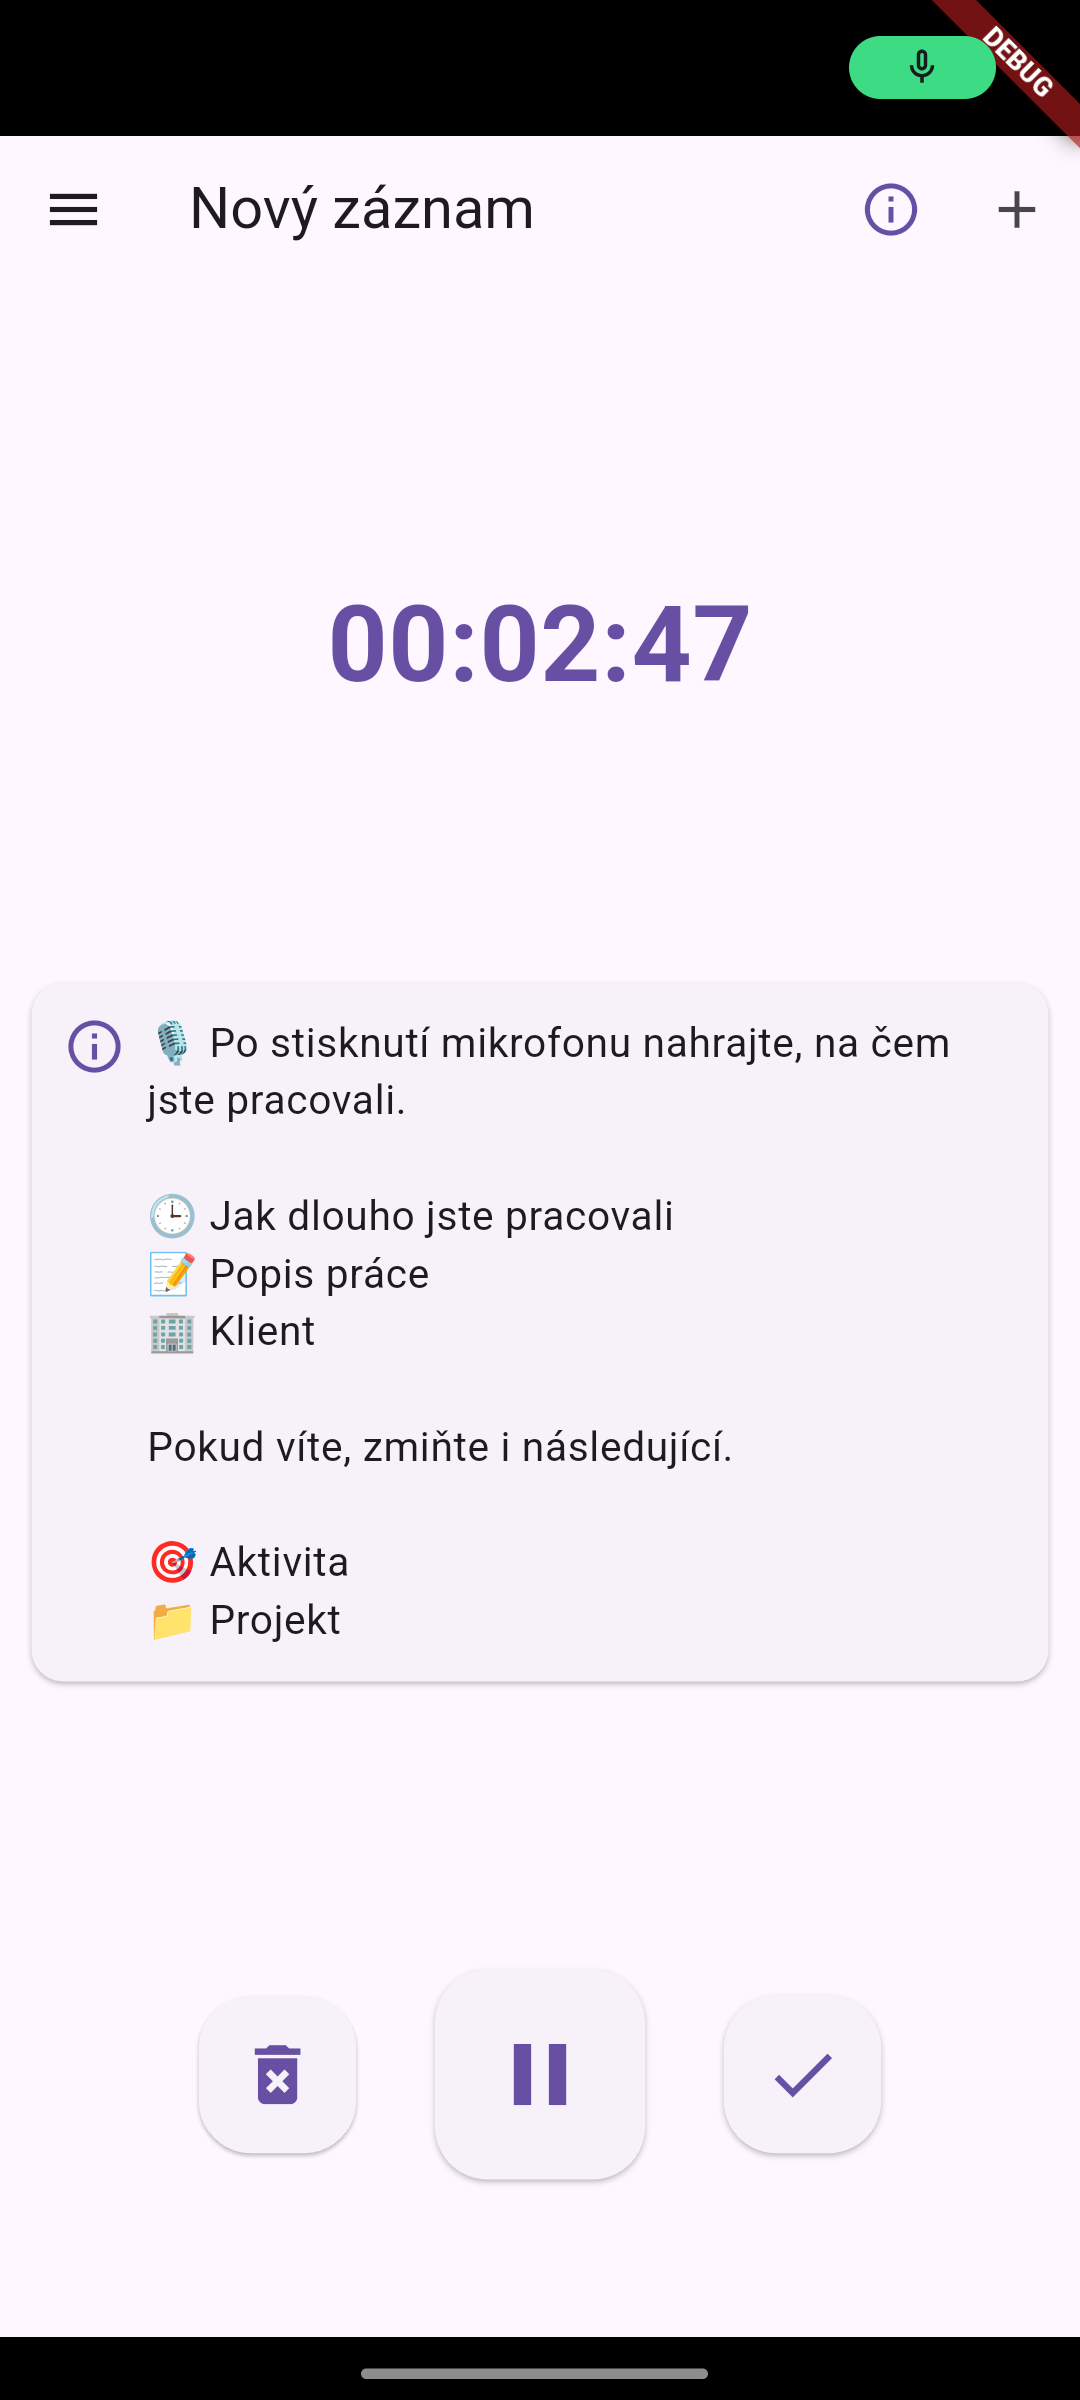 DEBUG
Nový záznam
00:02:47
🎙️ Po stisknutí mikrofonu nahrajte, na čem
jste pracovali.
🕒 Jak dlouho jste pracovali
📝 Popis práce
🏢 Klient
Pokud víte, zmiňte i následující.
🎯 Aktivita
📁 Projekt